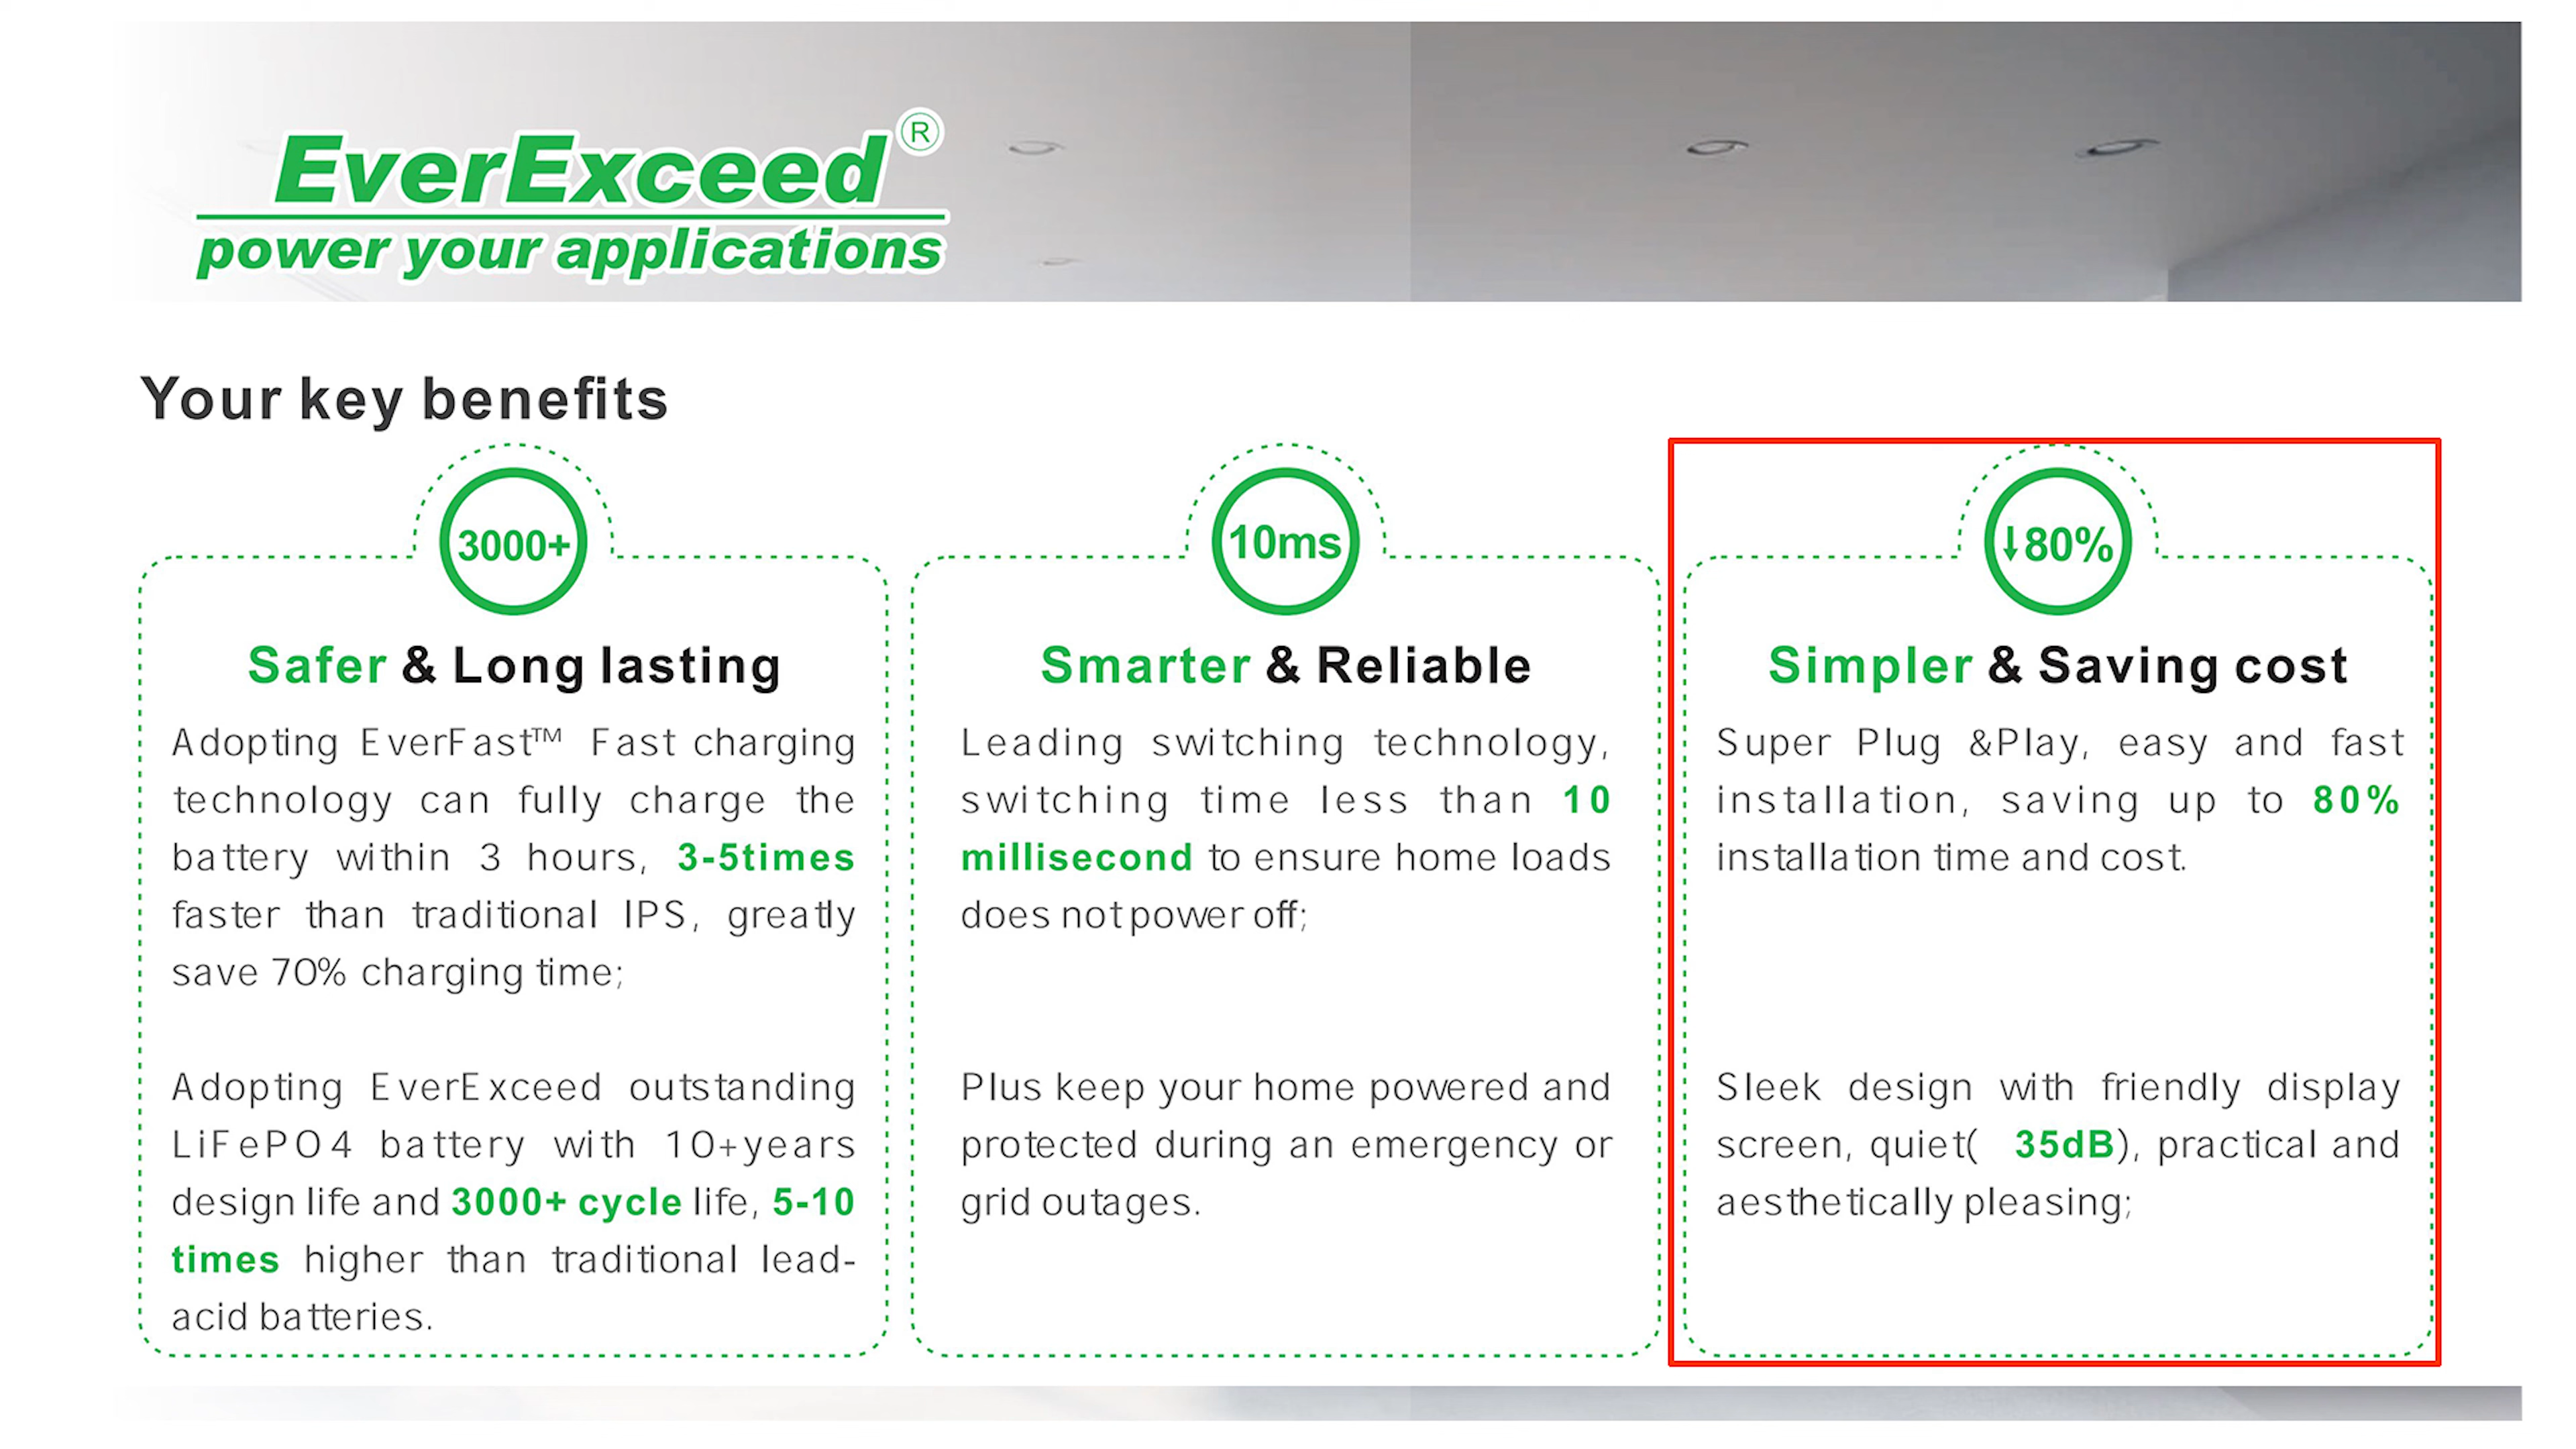 EverExceed®
power your applications
Your key benefits
3000+
Safer & Long lasting
Adopting EverFast™ Fast charging
technology can fully charge the
battery within 3 hours, 3-5times
faster than traditional IPS, greatly
save 70% charging time;
Adopting EverExceed outstanding
LiFePO4 battery with 10+years
design life and 3000+ cycle life, 5-10
times higher than traditional lead-
acid batteries.
10ms
Smarter & Reliable
Leading switching technology,
switching time less than 10
millisecond to ensure home loads
does not power off;
Plus keep your home powered and
protected during an emergency or
grid outages.
↓80%
Simpler & Saving cost
Super Plug &Play, easy and fast
installation, saving up to 80%
installation time and cost.
Sleek design with friendly display
screen, quiet( 35dB), practical and
aesthetically pleasing;